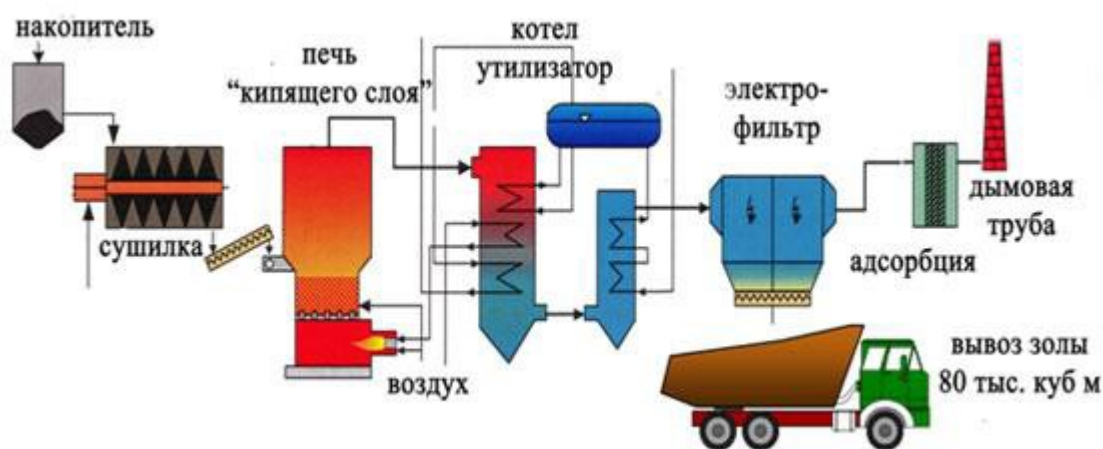 накопитель
печь
“кипящего слоя”
котел
утилизатор
электро-
фильтр
сушилка
воздух
дымовая
труба
адсорбция
вывоз золы
80 тыс. куб м